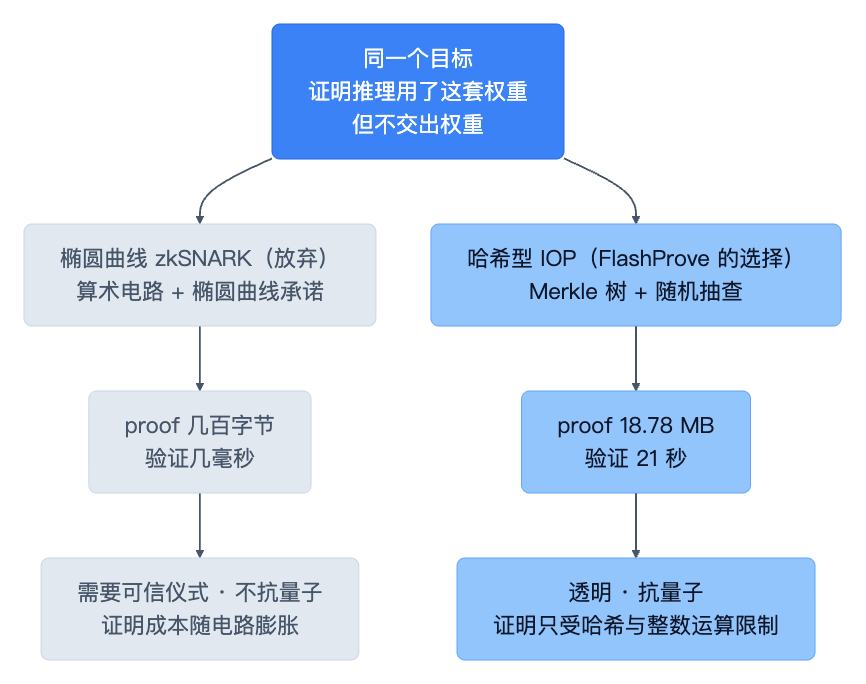 同一个目标
证明推理用了这套权重
但不交出权重
椭圆曲线 zkSNARK（放弃）
算术电路 + 椭圆曲线承诺
哈希型 IOP（FlashProve 的选择）
Merkle 树 + 随机抽查
proof 几百字节
验证几毫秒
proof 18.78 MB
验证 21 秒
需要可信仪式 · 不抗量子
证明成本随电路膨胀
透明 · 抗量子
证明只受哈希与整数运算限制